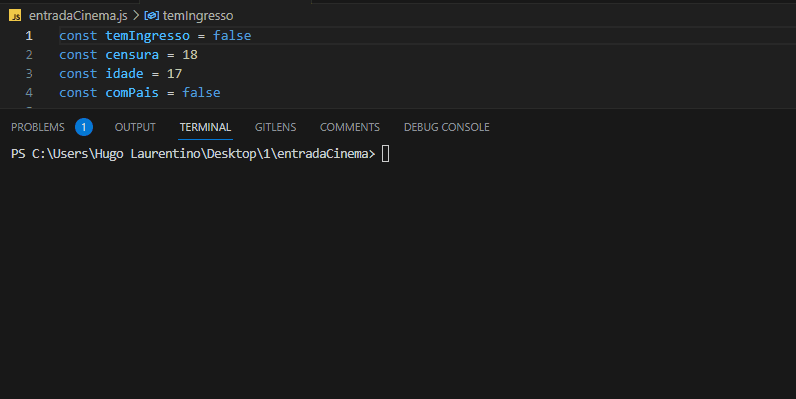 JS entradaCinema.js > temIngresso
1 const temIngresso = false
2 const censura = 18
3 const idade = 17
4 const comPais = false
PROBLEMS 1 OUTPUT TERMINAL GITLENS COMMENTS DEBUG CONSOLE
PS C:\Users\Hugo Laurentino\Desktop\1\entradaCinema>